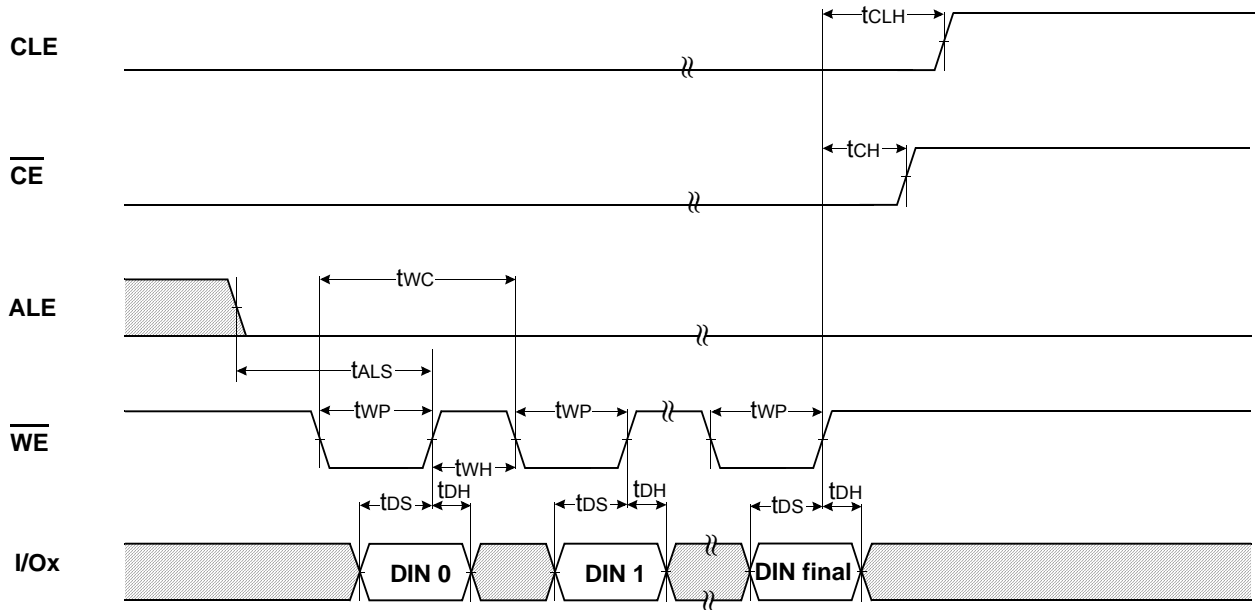 tCLH
CLE
tCH
CE
tWC
ALE
tALS
tWP tWP tWP
WE
tWH
tDS tDH tDS tDH tDS tDH
I/Ox DIN 0 DIN 1 DIN final